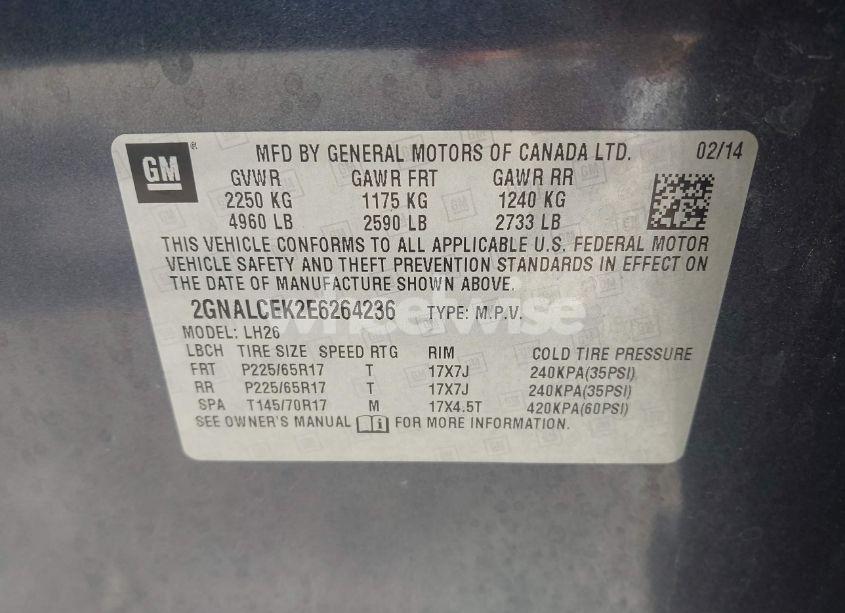 GM ® MFD BY GENERAL MOTORS OF CANADA LTD. 02/14
GVWR GAWR FRT GAWR RR
2250 KG 1175 KG 1240 KG
4960 LB 2590 LB 2733 LB
THIS VEHICLE CONFORMS TO ALL APPLICABLE U.S. FEDERAL MOTOR
VEHICLE SAFETY AND THEFT PREVENTION STANDARDS IN EFFECT ON
THE DATE OF MANUFACTURE SHOWN ABOVE.
2GNALCEK2E6264236 TYPE: M.P.V.
wheelwise
MODEL: LH26
LBCH TIRE SIZE SPEED RTG RIM COLD TIRE PRESSURE
FRT P225/65R17 T 17X7J 240KPA(35PSI)
RR P225/65R17 T 17X7J 240KPA(35PSI)
SPA T145/70R17 M 17X4.5T 420KPA(60PSI)
SEE OWNER'S MANUAL FOR MORE INFORMATION.